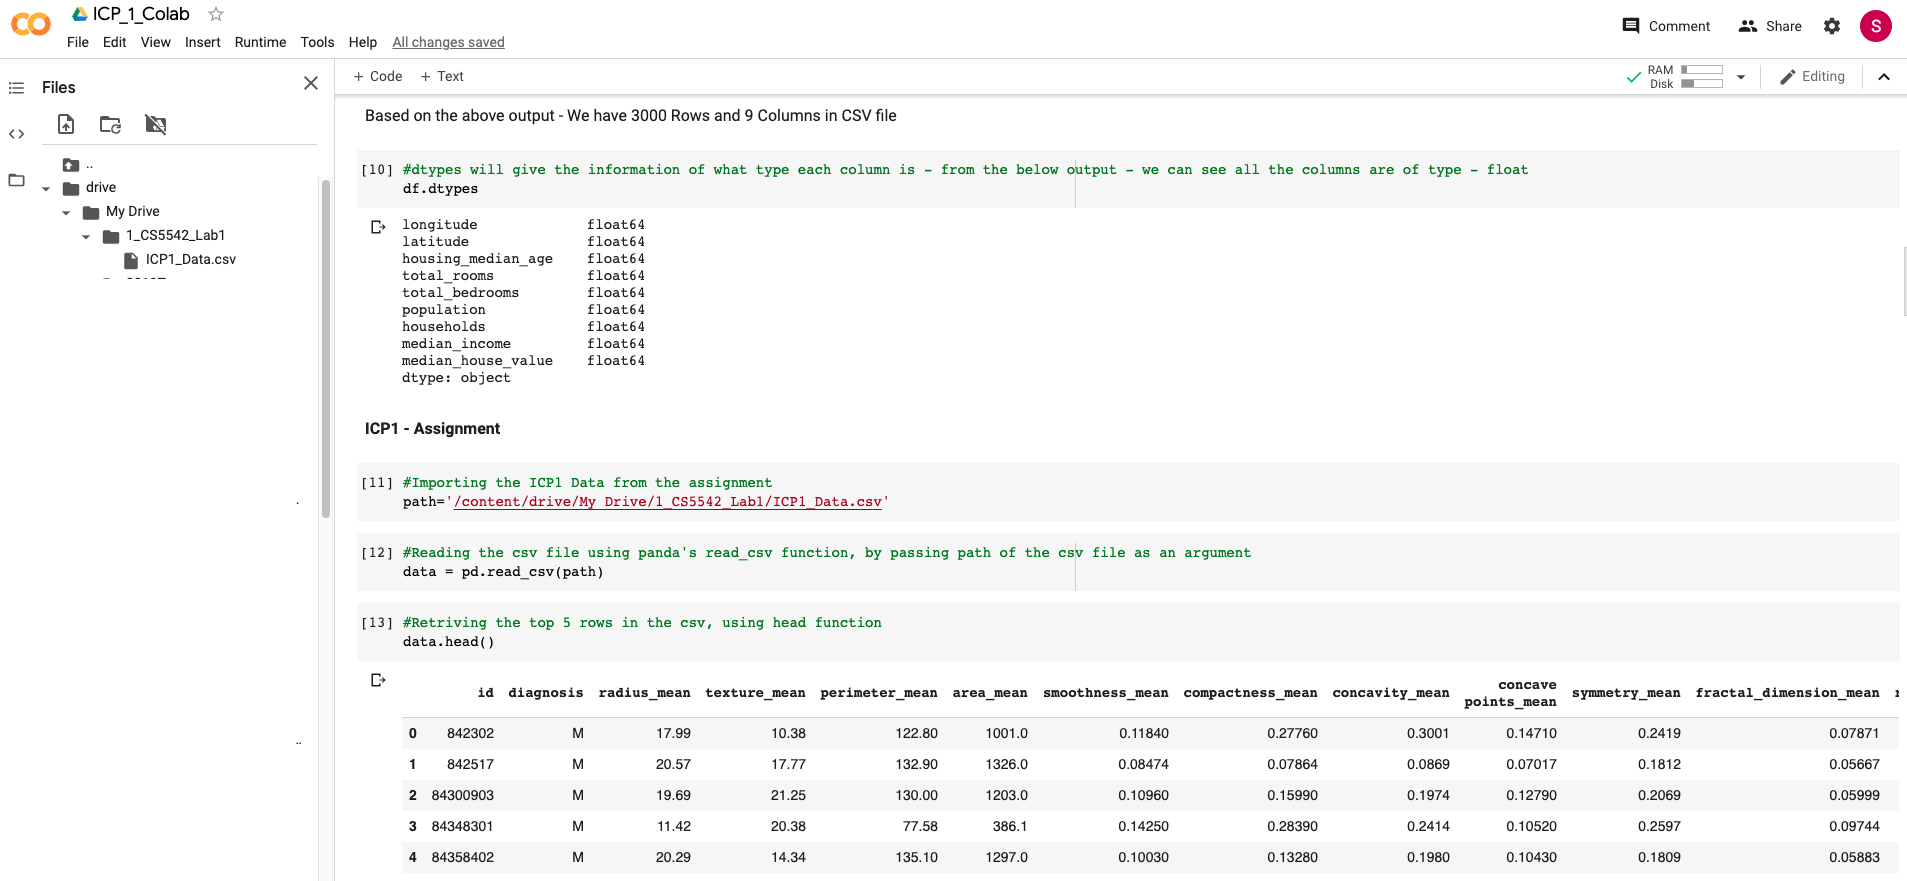 ICP_1_Colab
File Edit View Insert Runtime Tools Help All changes saved
Comment Share S
Files
+ Code + Text
RAM
Disk
Editing
..
drive
My Drive
1_CS5542_Lab1
ICP1_Data.csv
Based on the above output - We have 3000 Rows and 9 Columns in CSV file
[10] #dtypes will give the information of what type each column is - from the below output - we can see all the columns are of type - float
df.dtypes
longitude float64
latitude float64
housing_median_age float64
total_rooms float64
total_bedrooms float64
population float64
households float64
median_income float64
median_house_value float64
dtype: object
ICP1 - Assignment
[11] #Importing the ICP1 Data from the assignment
path='/content/drive/My Drive/1_CS5542_Lab1/ICP1_Data.csv'
[12] #Reading the csv file using panda's read_csv function, by passing path of the csv file as an argument
data = pd.read_csv(path)
[13] #Retriving the top 5 rows in the csv, using head function
data.head()
id diagnosis radius_mean texture_mean perimeter_mean area_mean smoothness_mean compactness_mean concavity_mean concave points_mean symmetry_mean fractal_dimension_mean
0 842302 M 17.99 10.38 122.80 1001.0 0.11840 0.27760 0.3001 0.14710 0.2419 0.07871
1 842517 M 20.57 17.77 132.90 1326.0 0.08474 0.07864 0.0869 0.07017 0.1812 0.05667
2 84300903 M 19.69 21.25 130.00 1203.0 0.10960 0.15990 0.1974 0.12790 0.2069 0.05999
3 84348301 M 11.42 20.38 77.58 386.1 0.14250 0.28390 0.2414 0.10520 0.2597 0.09744
4 84358402 M 20.29 14.34 135.10 1297.0 0.10030 0.13280 0.1980 0.10430 0.1809 0.05883